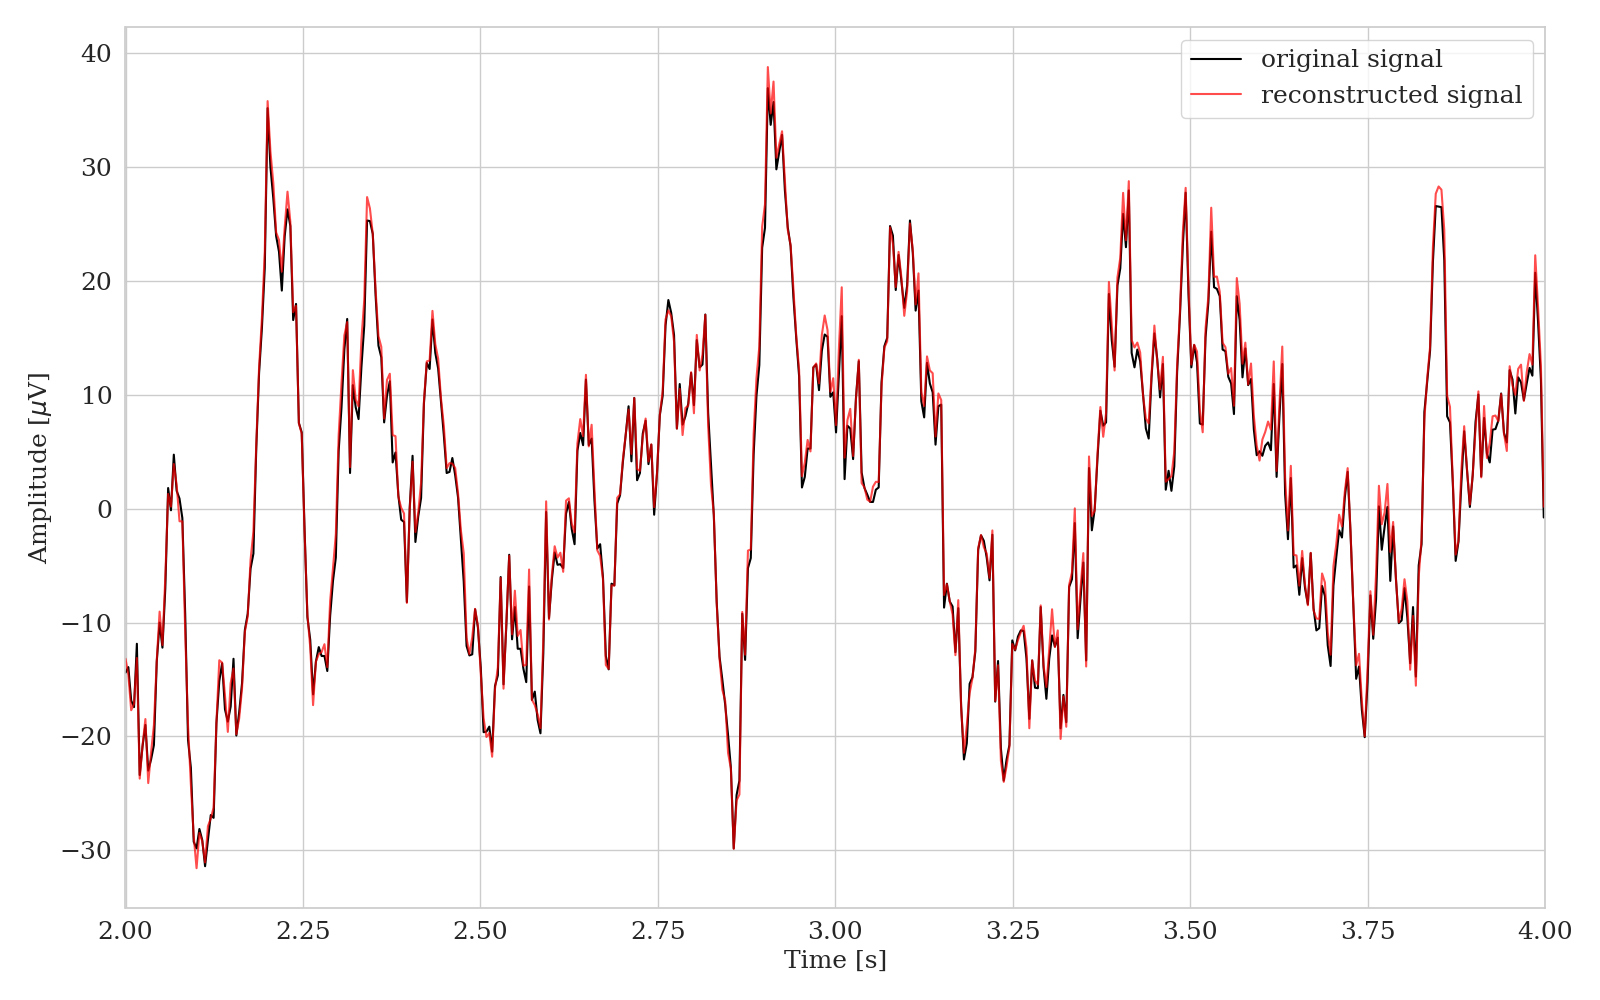 original signal
reconstructed signal
40
30
20
10
0
−10
−20
−30
Amplitude [μV]
2.00 2.25 2.50 2.75 3.00 3.25 3.50 3.75 4.00
Time [s]